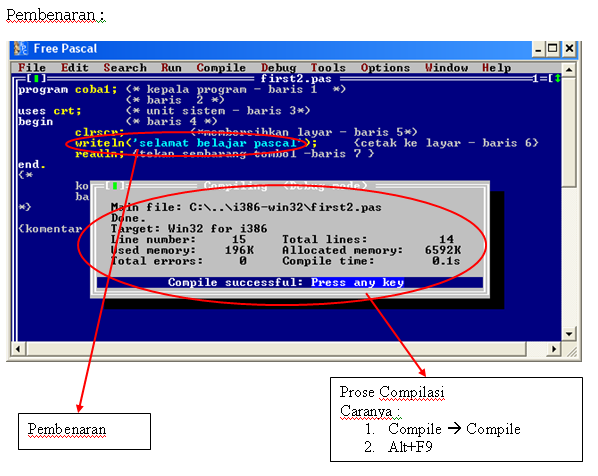 Pembenaran :
Free Pascal
File Edit Search Run Compile Debug Tools Options Window Help
first2.pas 1
program coba1; (* kepala program - baris 1 *)
(* baris 2 *)
uses crt; (* unit sistem - baris 3*)
begin (* baris 4 *)
clrscr; (*membersihkan layar - baris 5*)
writeln('selamat belajar pascal'); {cetak ke layar - baris 6}
readln; {tekan sembarang tombol -baris 7 }
end.
{*
ko
ba
*}
{komentar
Compiling (Debug mode)
Main file: C:\..\i386-win32\first2.pas
Done.
Target: Win32 for i386
Line number: 15 Total lines: 14
Used memory: 196K Allocated memory: 6592K
Total errors: 0 Compile time: 0.1s
Compile successful: Press any key
Pembenaran
Prose Compilasi
Caranya :
1. Compile → Compile
2. Alt+F9